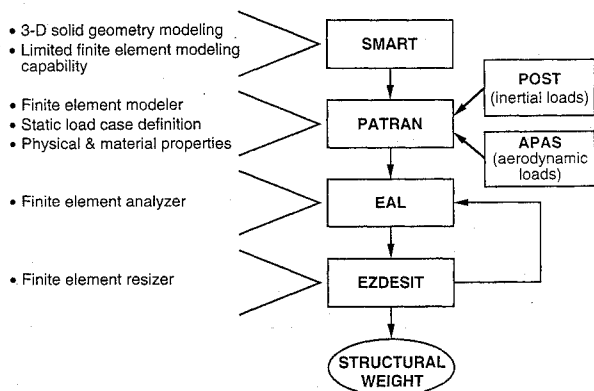 • 3-D solid geometry modeling
• Limited finite element modeling
capability
SMART
POST
(inertial loads)
• Finite element modeler
• Static load case definition
• Physical & material properties
PATRAN
APAS
(aerodynamic
loads)
• Finite element analyzer
EAL
• Finite element resizer
EZDESIT
STRUCTURAL
WEIGHT